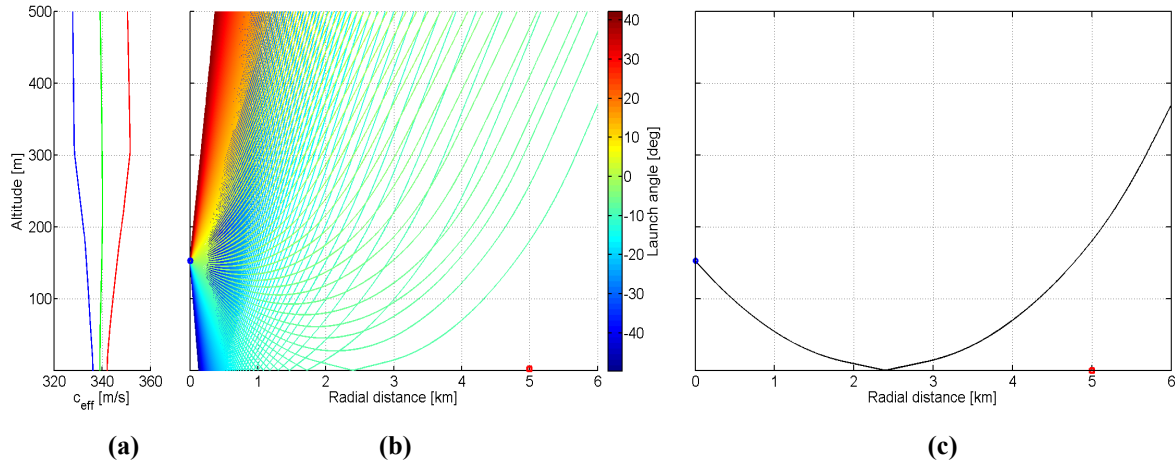 500
400
300
200
100
Altitude [m]
320 340 360
c_eff [m/s]
0 1 2 3 4 5 6
Radial distance [km]
40
30
20
10
0
-10
-20
-30
-40
Launch angle [deg]
0 1 2 3 4 5 6
Radial distance [km]
(a) (b) (c)